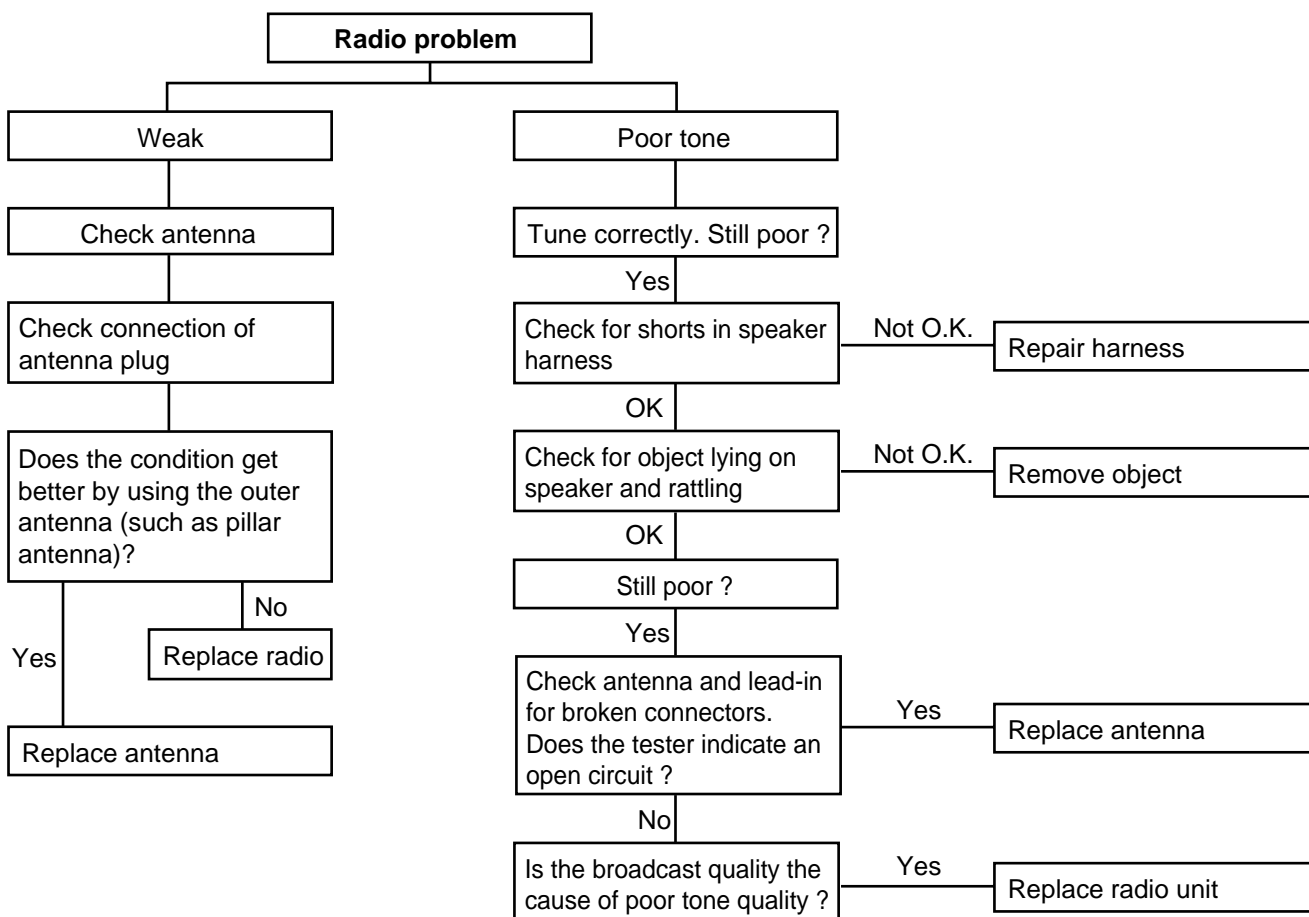 Radio problem
Weak
Check antenna
Check connection of
antenna plug
Does the condition get
better by using the outer
antenna (such as pillar
antenna)?
No
Replace radio
Yes
Replace antenna
Poor tone
Tune correctly. Still poor ?
Yes
Check for shorts in speaker
harness
Not O.K.
Repair harness
OK
Check for object lying on
speaker and rattling
Not O.K.
Remove object
OK
Still poor ?
Yes
Check antenna and lead-in
for broken connectors.
Does the tester indicate an
open circuit ?
Yes
Replace antenna
No
Is the broadcast quality the
cause of poor tone quality ?
Yes
Replace radio unit